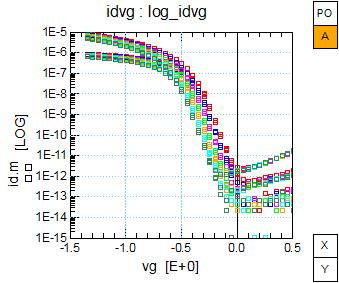 idvg : log_idvg
PO
A
1E-5
1E-6
1E-7
1E-8
1E-9
1E-10
1E-11
1E-12
1E-13
1E-14
1E-15
id.m [LOG]
-1.5 -1.0 -0.5 0.0 0.5
vg [E+0]
X
Y